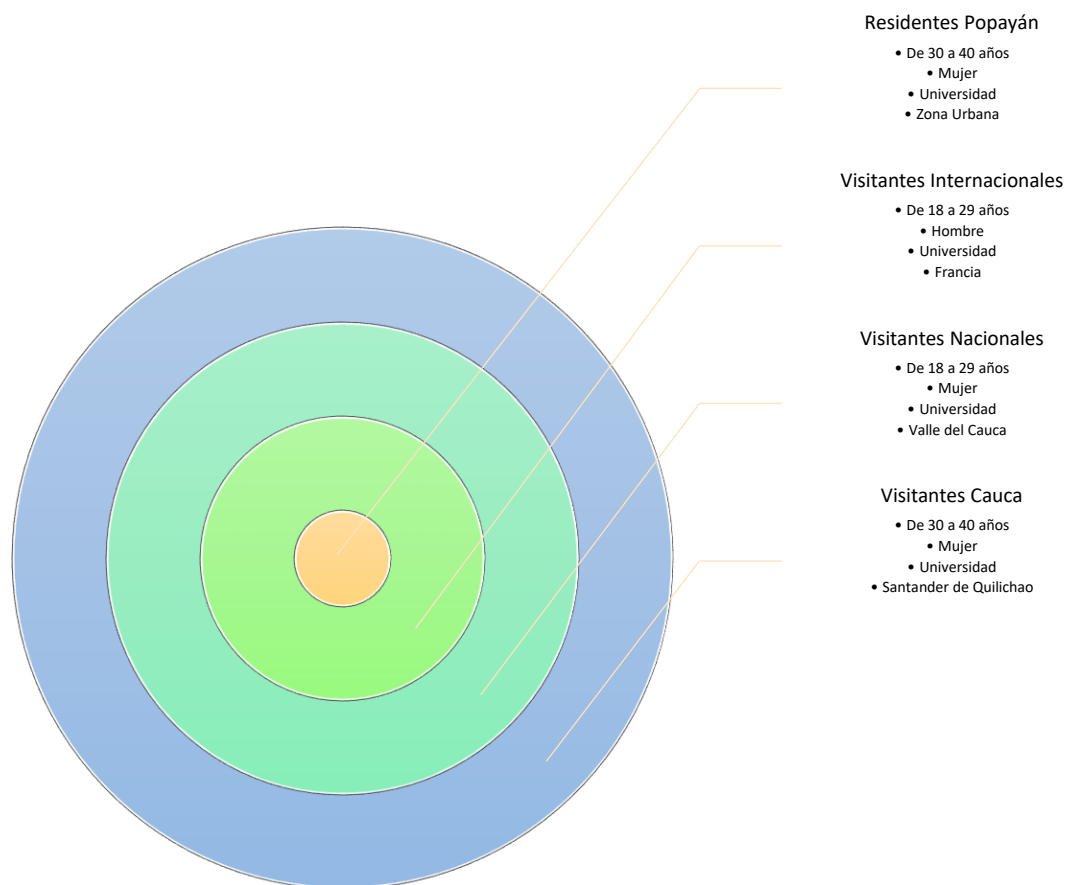 Residentes Popayán
• De 30 a 40 años
• Mujer
• Universidad
• Zona Urbana
Visitantes Internacionales
• De 18 a 29 años
• Hombre
• Universidad
• Francia
Visitantes Nacionales
• De 18 a 29 años
• Mujer
• Universidad
• Valle del Cauca
Visitantes Cauca
• De 30 a 40 años
• Mujer
• Universidad
• Santander de Quilichao